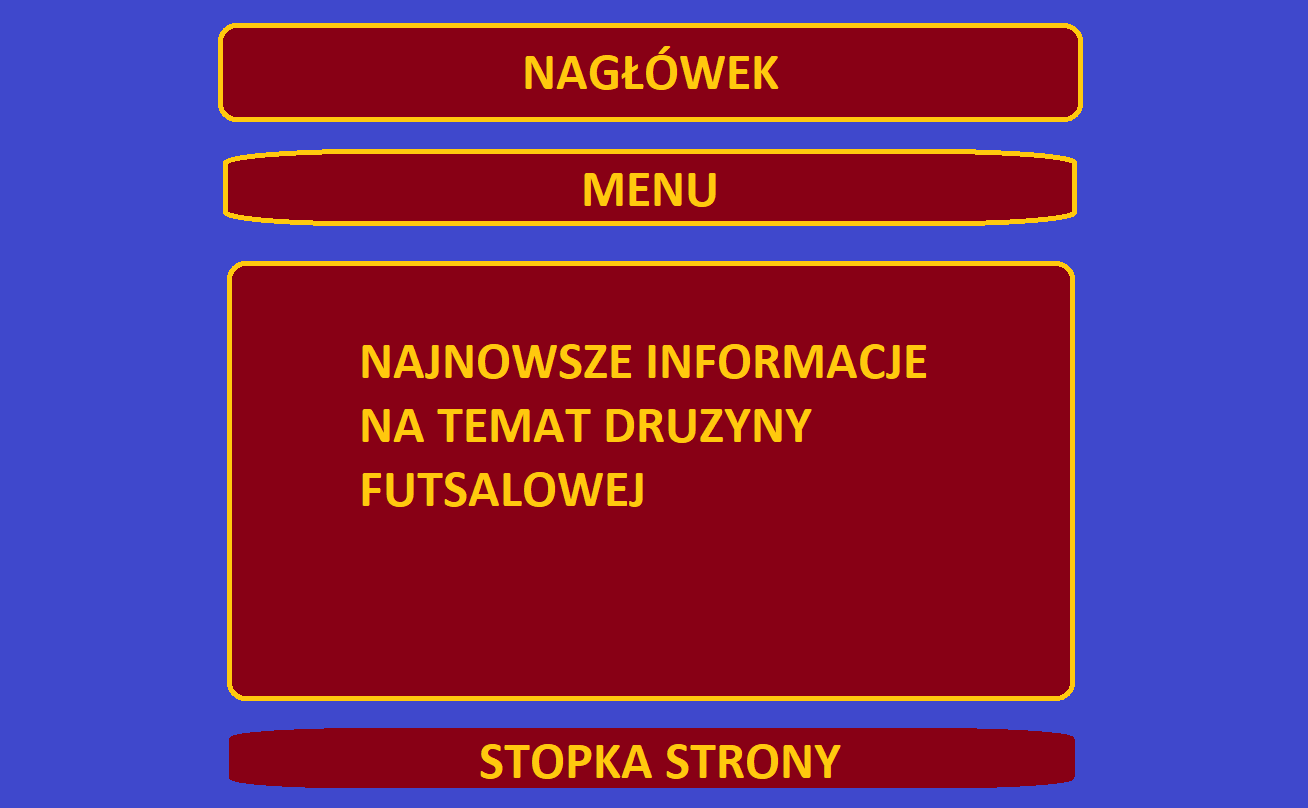 NAGŁÓWEK
MENU
NAJNOWSZE INFORMACJE
NA TEMAT DRUZYNY
FUTSALOWEJ
STOPKA STRONY